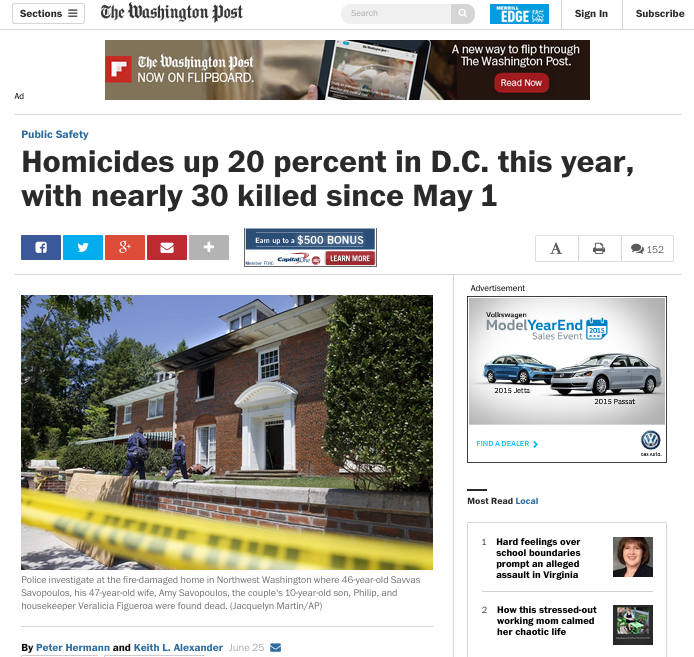 Sections
The Washington Post
Search
MERRILL
EDGE
Sign In
Subscribe
The Washington Post
NOW ON FLIPBOARD.
A new way to flip through
The Washington Post.
Read Now
Ad
Public Safety
Homicides up 20 percent in D.C. this year,
with nearly 30 killed since May 1
Earn up to a $500 BONUS
Member FDIC
Capital One 360
LEARN MORE
A
152
Advertisement
Volkswagen
Model YearEnd
Sales Event
2015
2015 Jetta
2015 Passat
FIND A DEALER
Das Auto.
Police investigate at the fire-damaged home in Northwest Washington where 46-year-old Savvas
Savopoulos, his 47-year-old wife, Amy Savopoulos, the couple's 10-year-old son, Philip, and
housekeeper Veralicia Figueroa were found dead. (Jacquelyn Martin/AP)
By Peter Hermann and Keith L. Alexander June 25
Most Read Local
1 Hard feelings over
school boundaries
prompt an alleged
assault in Virginia
2 How this stressed-out
working mom calmed
her chaotic life